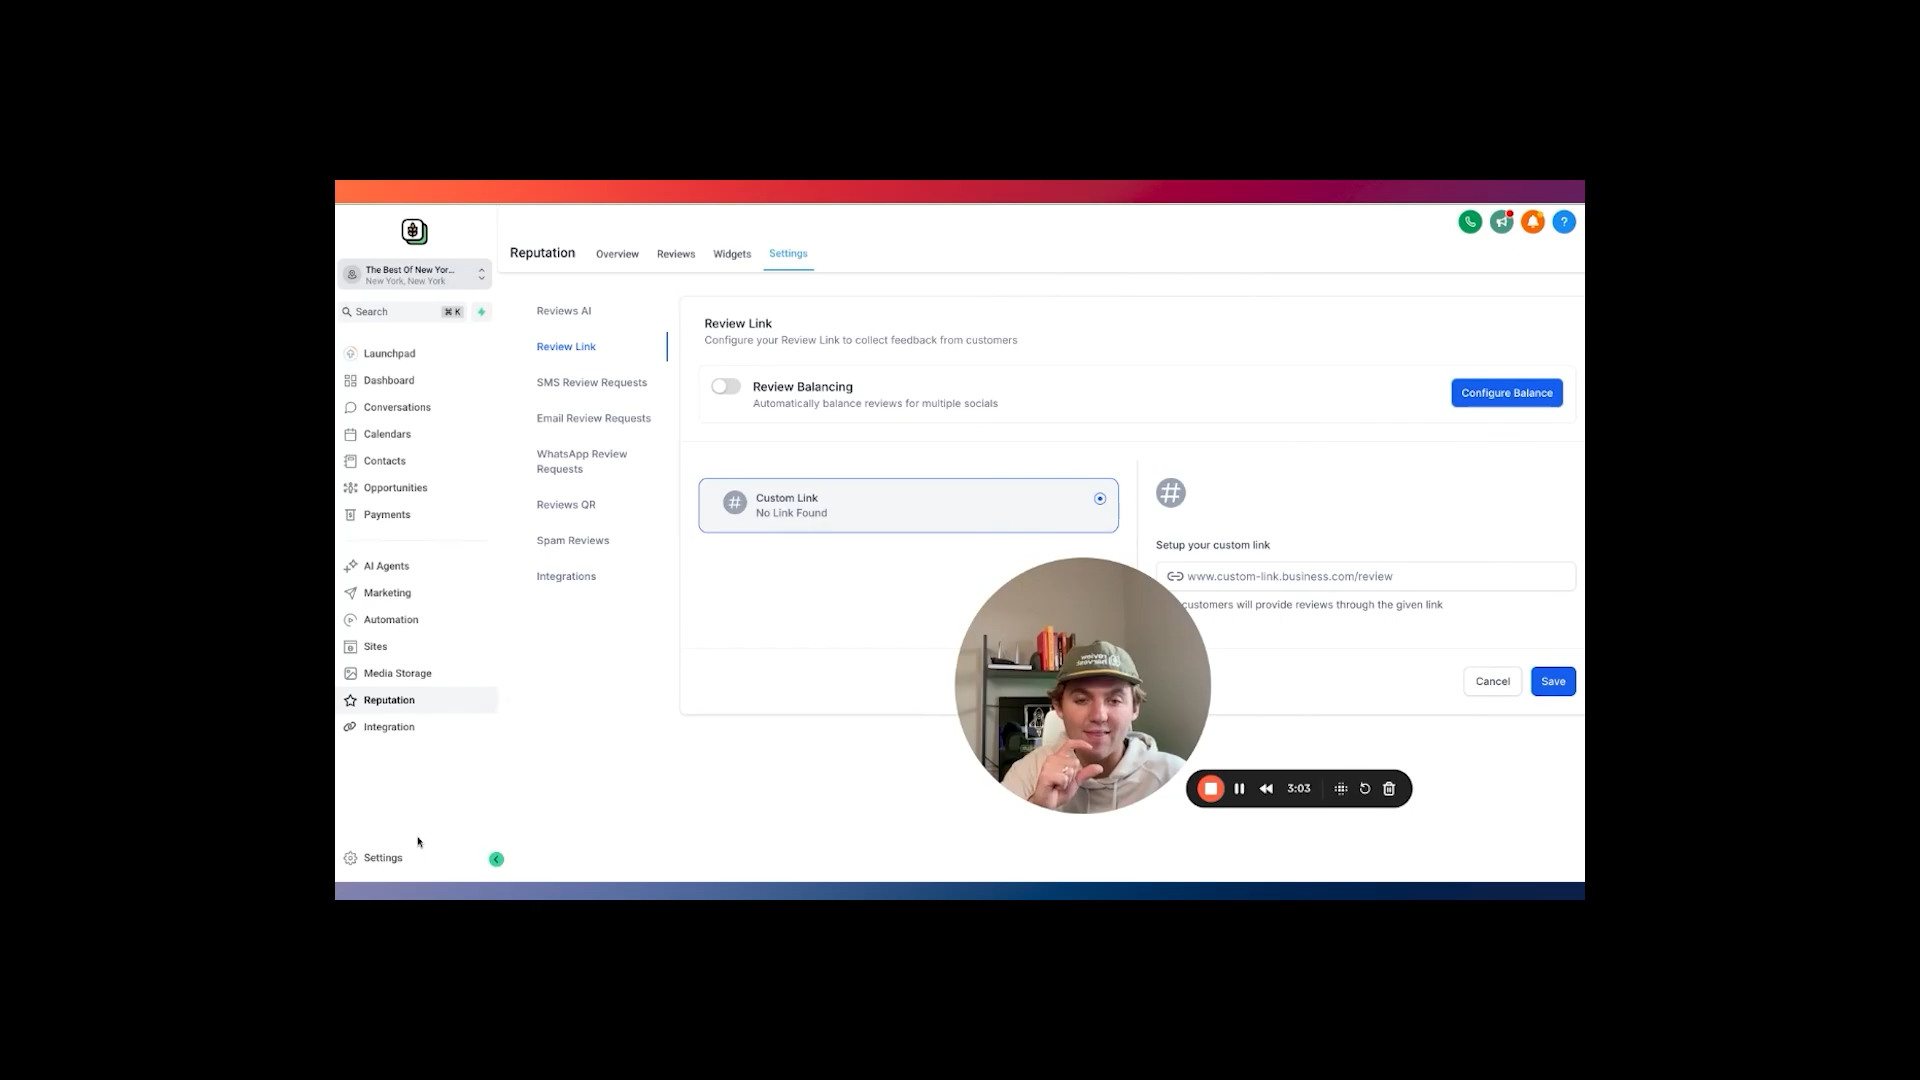 The Best Of New Yor...
New York, New York
Search
⌘ K
Launchpad
Dashboard
Conversations
Calendars
Contacts
Opportunities
Payments
AI Agents
Marketing
Automation
Sites
Media Storage
Reputation
Integration
Settings
Reputation
Overview
Reviews
Widgets
Settings
?
Reviews AI
Review Link
SMS Review Requests
Email Review Requests
WhatsApp Review
Requests
Reviews QR
Spam Reviews
Integrations
Review Link
Configure your Review Link to collect feedback from customers
Review Balancing
Automatically balance reviews for multiple socials
Configure Balance
#
Custom Link
No Link Found
#
Setup your custom link
www.custom-link.business.com/review
customers will provide reviews through the given link
Cancel
Save
3:03